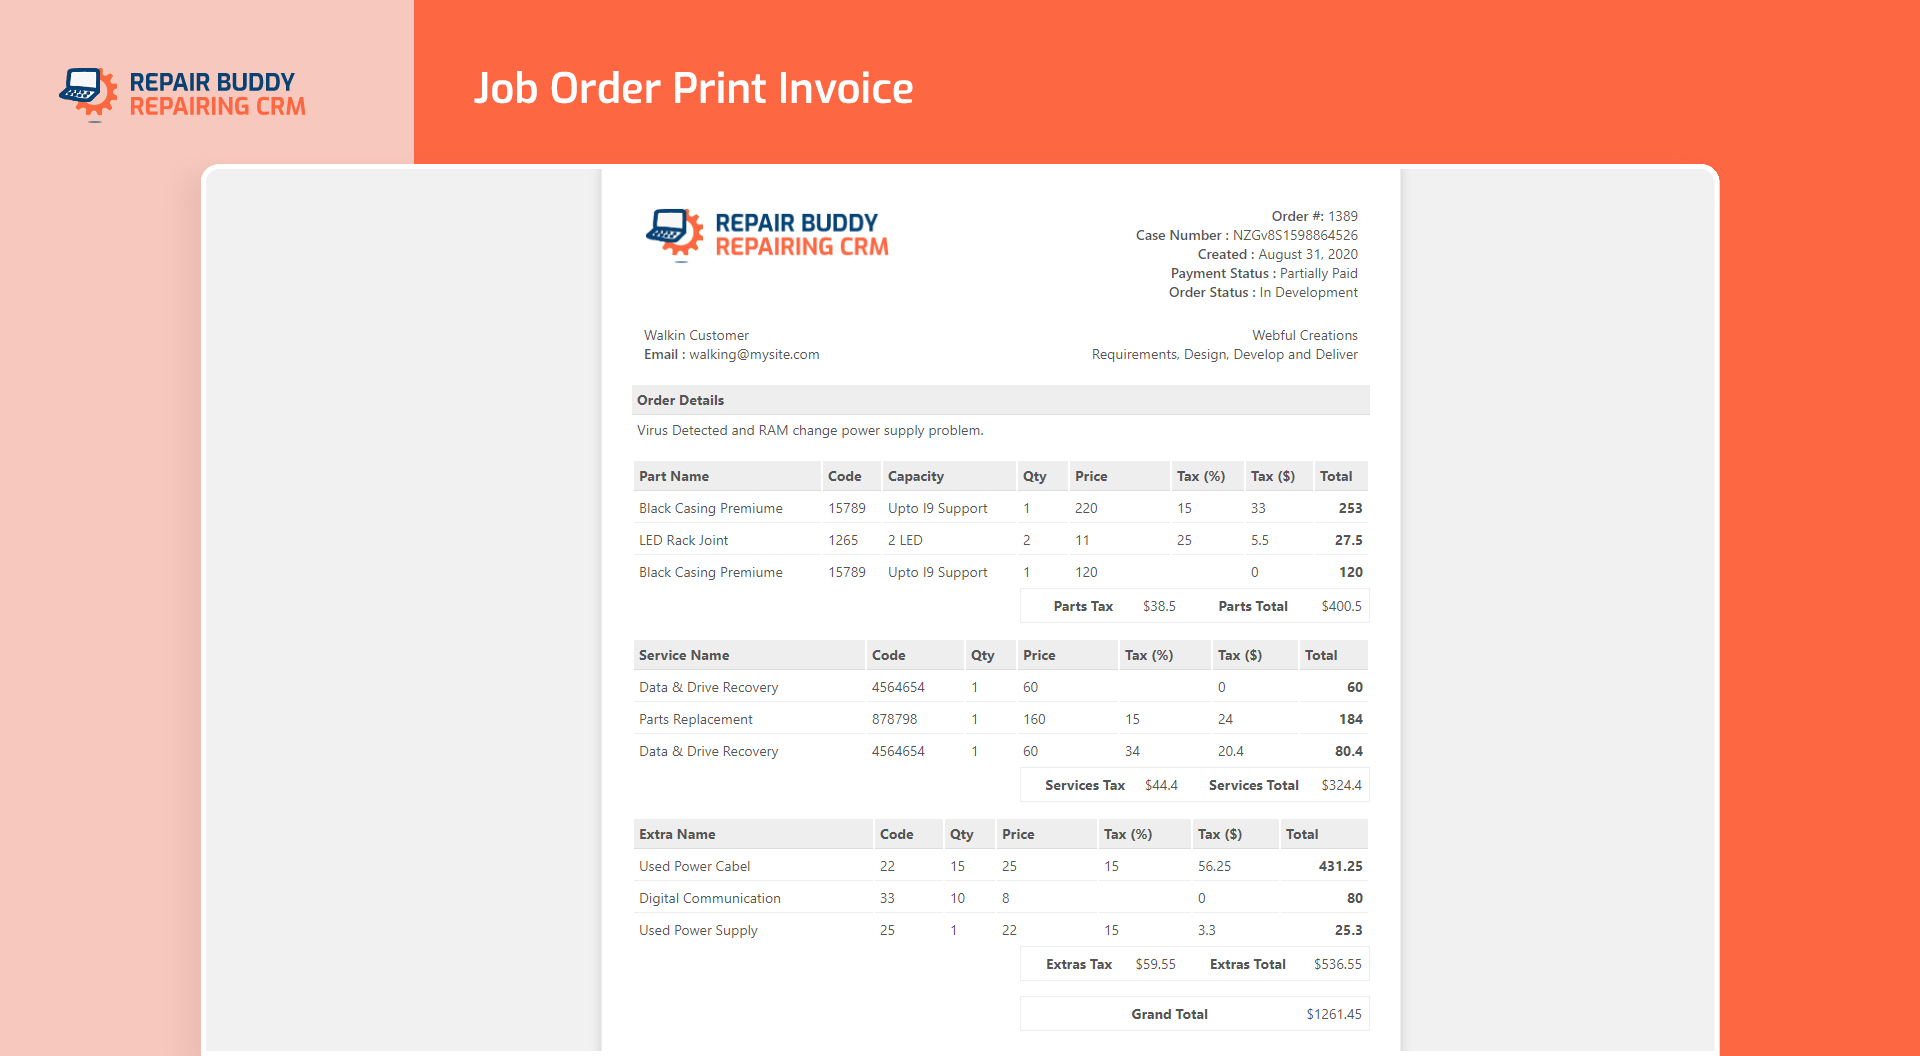 REPAIR BUDDY
REPAIRING CRM
Job Order Print Invoice
REPAIR BUDDY
REPAIRING CRM
Order #: 1389
Case Number : NZGv8S1598864526
Created : August 31, 2020
Payment Status : Partially Paid
Order Status : In Development
Walkin Customer
Email : walking@mysite.com
Webful Creations
Requirements, Design, Develop and Deliver
Order Details
Virus Detected and RAM change power supply problem.
Part Name Code Capacity Qty Price Tax (%) Tax ($) Total
Black Casing Premiume 15789 Upto I9 Support 1 220 15 33 253
LED Rack Joint 1265 2 LED 2 11 25 5.5 27.5
Black Casing Premiume 15789 Upto I9 Support 1 120 0 120
Parts Tax $38.5 Parts Total $400.5
Service Name Code Qty Price Tax (%) Tax ($) Total
Data & Drive Recovery 4564654 1 60 0 60
Parts Replacement 878798 1 160 15 24 184
Data & Drive Recovery 4564654 1 60 34 20.4 80.4
Services Tax $44.4 Services Total $324.4
Extra Name Code Qty Price Tax (%) Tax ($) Total
Used Power Cabel 22 15 25 15 56.25 431.25
Digital Communication 33 10 8 0 80
Used Power Supply 25 1 22 15 3.3 25.3
Extras Tax $59.55 Extras Total $536.55
Grand Total $1261.45